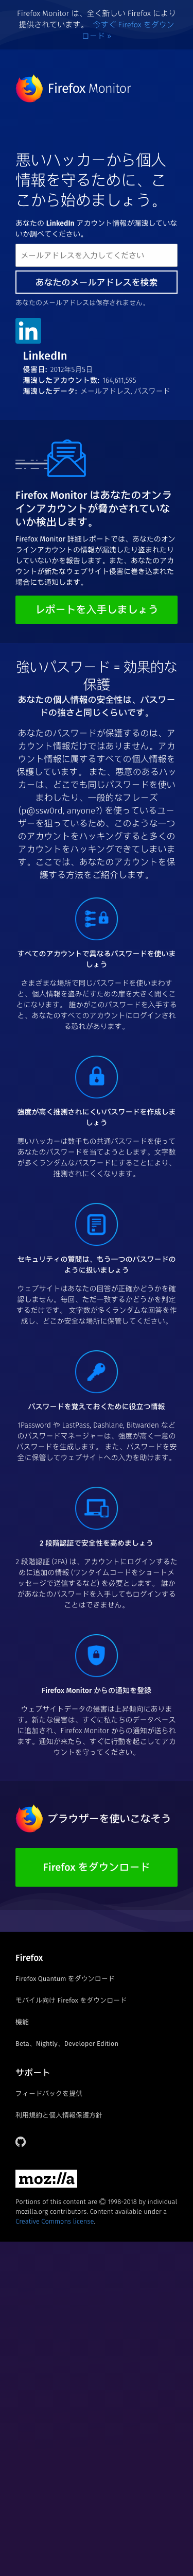 Firefox Monitor は、全く新しい Firefox により
提供されています。 今すぐ Firefox をダウン
ロード »
Firefox Monitor
悪いハッカーから個人
情報を守るために、こ
こから始めましょう。
あなたの LinkedIn アカウント情報が漏洩していな
いか調べてください。
メールアドレスを入力してください
あなたのメールアドレスを検索
あなたのメールアドレスは保存されません。
LinkedIn
侵害日: 2012年5月5日
漏洩したアカウント数: 164,611,595
漏洩したデータ: メールアドレス, パスワード
Firefox Monitor はあなたのオンラ
インアカウントが脅かされていな
いか検出します。
Firefox Monitor 詳細レポートでは、あなたのオン
ラインアカウントの情報が漏洩したり盗まれたり
していないかを報告します。また、あなたのアカ
ウントが新たなウェブサイト侵害に巻き込まれた
場合にも通知します。
レポートを入手しましょう
強いパスワード = 効果的な
保護
あなたの個人情報の安全性は、パスワー
ドの強さと同じくらいです。
あなたのパスワードが保護するのは、ア
カウント情報だけではありません。アカ
ウント情報に属するすべての個人情報を
保護しています。 また、悪意のあるハッ
カーは、どこでも同じパスワードを使い
まわしたり、一般的なフレーズ
(p@ssw0rd, anyone?) を使っているユー
ザーを狙っているため、このような一つ
のアカウントをハッキングすると多くの
アカウントをハッキングできてしまいま
す。ここでは、あなたのアカウントを保
護する方法をご紹介します。
すべてのアカウントで異なるパスワードを使いま
しょう
さまざまな場所で同じパスワードを使いまわす
と、個人情報を盗みだすための扉を大きく開くこ
とになります。 誰かがこのパスワードを入手する
と、あなたのすべてのアカウントにログインされ
る恐れがあります。
強度が高く推測されにくいパスワードを作成しま
しょう
悪いハッカーは数千もの共通パスワードを使って
あなたのパスワードを当てようとします。文字数
が多くランダムなパスワードにすることにより、
推測されにくくなります。
セキュリティの質問は、もう一つのパスワードの
ように扱いましょう
ウェブサイトはあなたの回答が正確かどうかを確
認しません。毎回、ただ一致するかどうかを判定
するだけです。 文字数が多くランダムな回答を作
成し、どこか安全な場所に保管してください。
パスワードを覚えておくために役立つ情報
1Password や LastPass, Dashlane, Bitwarden など
のパスワードマネージャーは、強度が高く一意の
パスワードを生成します。 また、パスワードを安
全に保管してウェブサイトへの入力を助けます。
2 段階認証で安全性を高めましょう
2 段階認証 (2FA) は、アカウントにログインするた
めに追加の情報 (ワンタイムコードをショートメ
ッセージで送信するなど) を必要とします。 誰か
があなたのパスワードを入手してもログインする
ことはできません。
Firefox Monitor からの通知を登録
ウェブサイトデータの侵害は上昇傾向にありま
す。新たな侵害は、すぐに私たちのデータベース
に追加され、Firefox Monitor からの通知が送られ
ます。通知が来たら、すぐに行動を起こしてアカ
ウントを守ってください。
ブラウザーを使いこなそう
Firefox をダウンロード
Firefox
Firefox Quantum をダウンロード
モバイル向け Firefox をダウンロード
機能
Beta、Nightly、Developer Edition
サポート
フィードバックを提供
利用規約と個人情報保護方針
moz://a
Portions of this content are © 1998-2018 by individual
mozilla.org contributors. Content available under a
Creative Commons license.